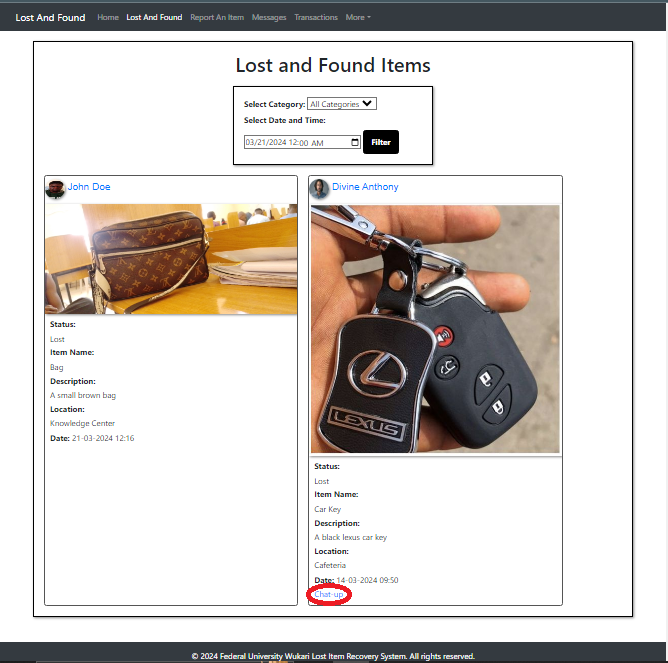 Lost And Found Home Lost And Found Report An Item Messages Transactions More
Lost and Found Items
Select Category: All Categories
Select Date and Time:
03/21/2024 12:00 AM Filter
John Doe
Status:
Lost
Item Name:
Bag
Description:
A small brown bag
Location:
Knowledge Center
Date: 21-03-2024 12:16
Divine Anthony
LEXUS
Status:
Lost
Item Name:
Car Key
Description:
A black lexus car key
Location:
Cafeteria
Date: 14-03-2024 09:50
Chat-up
© 2024 Federal University Wukari Lost Item Recovery System. All rights reserved.